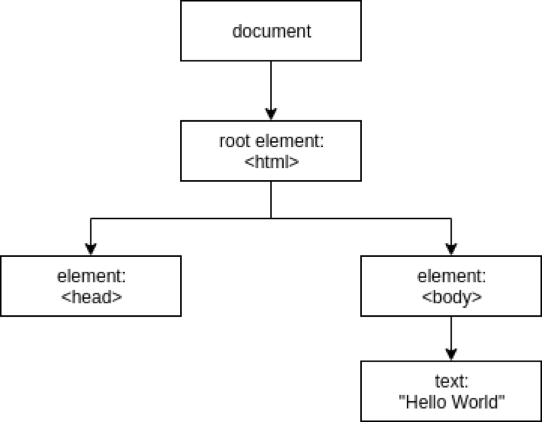 document
root element:
<html>
element:
<head>
element:
<body>
text:
"Hello World"